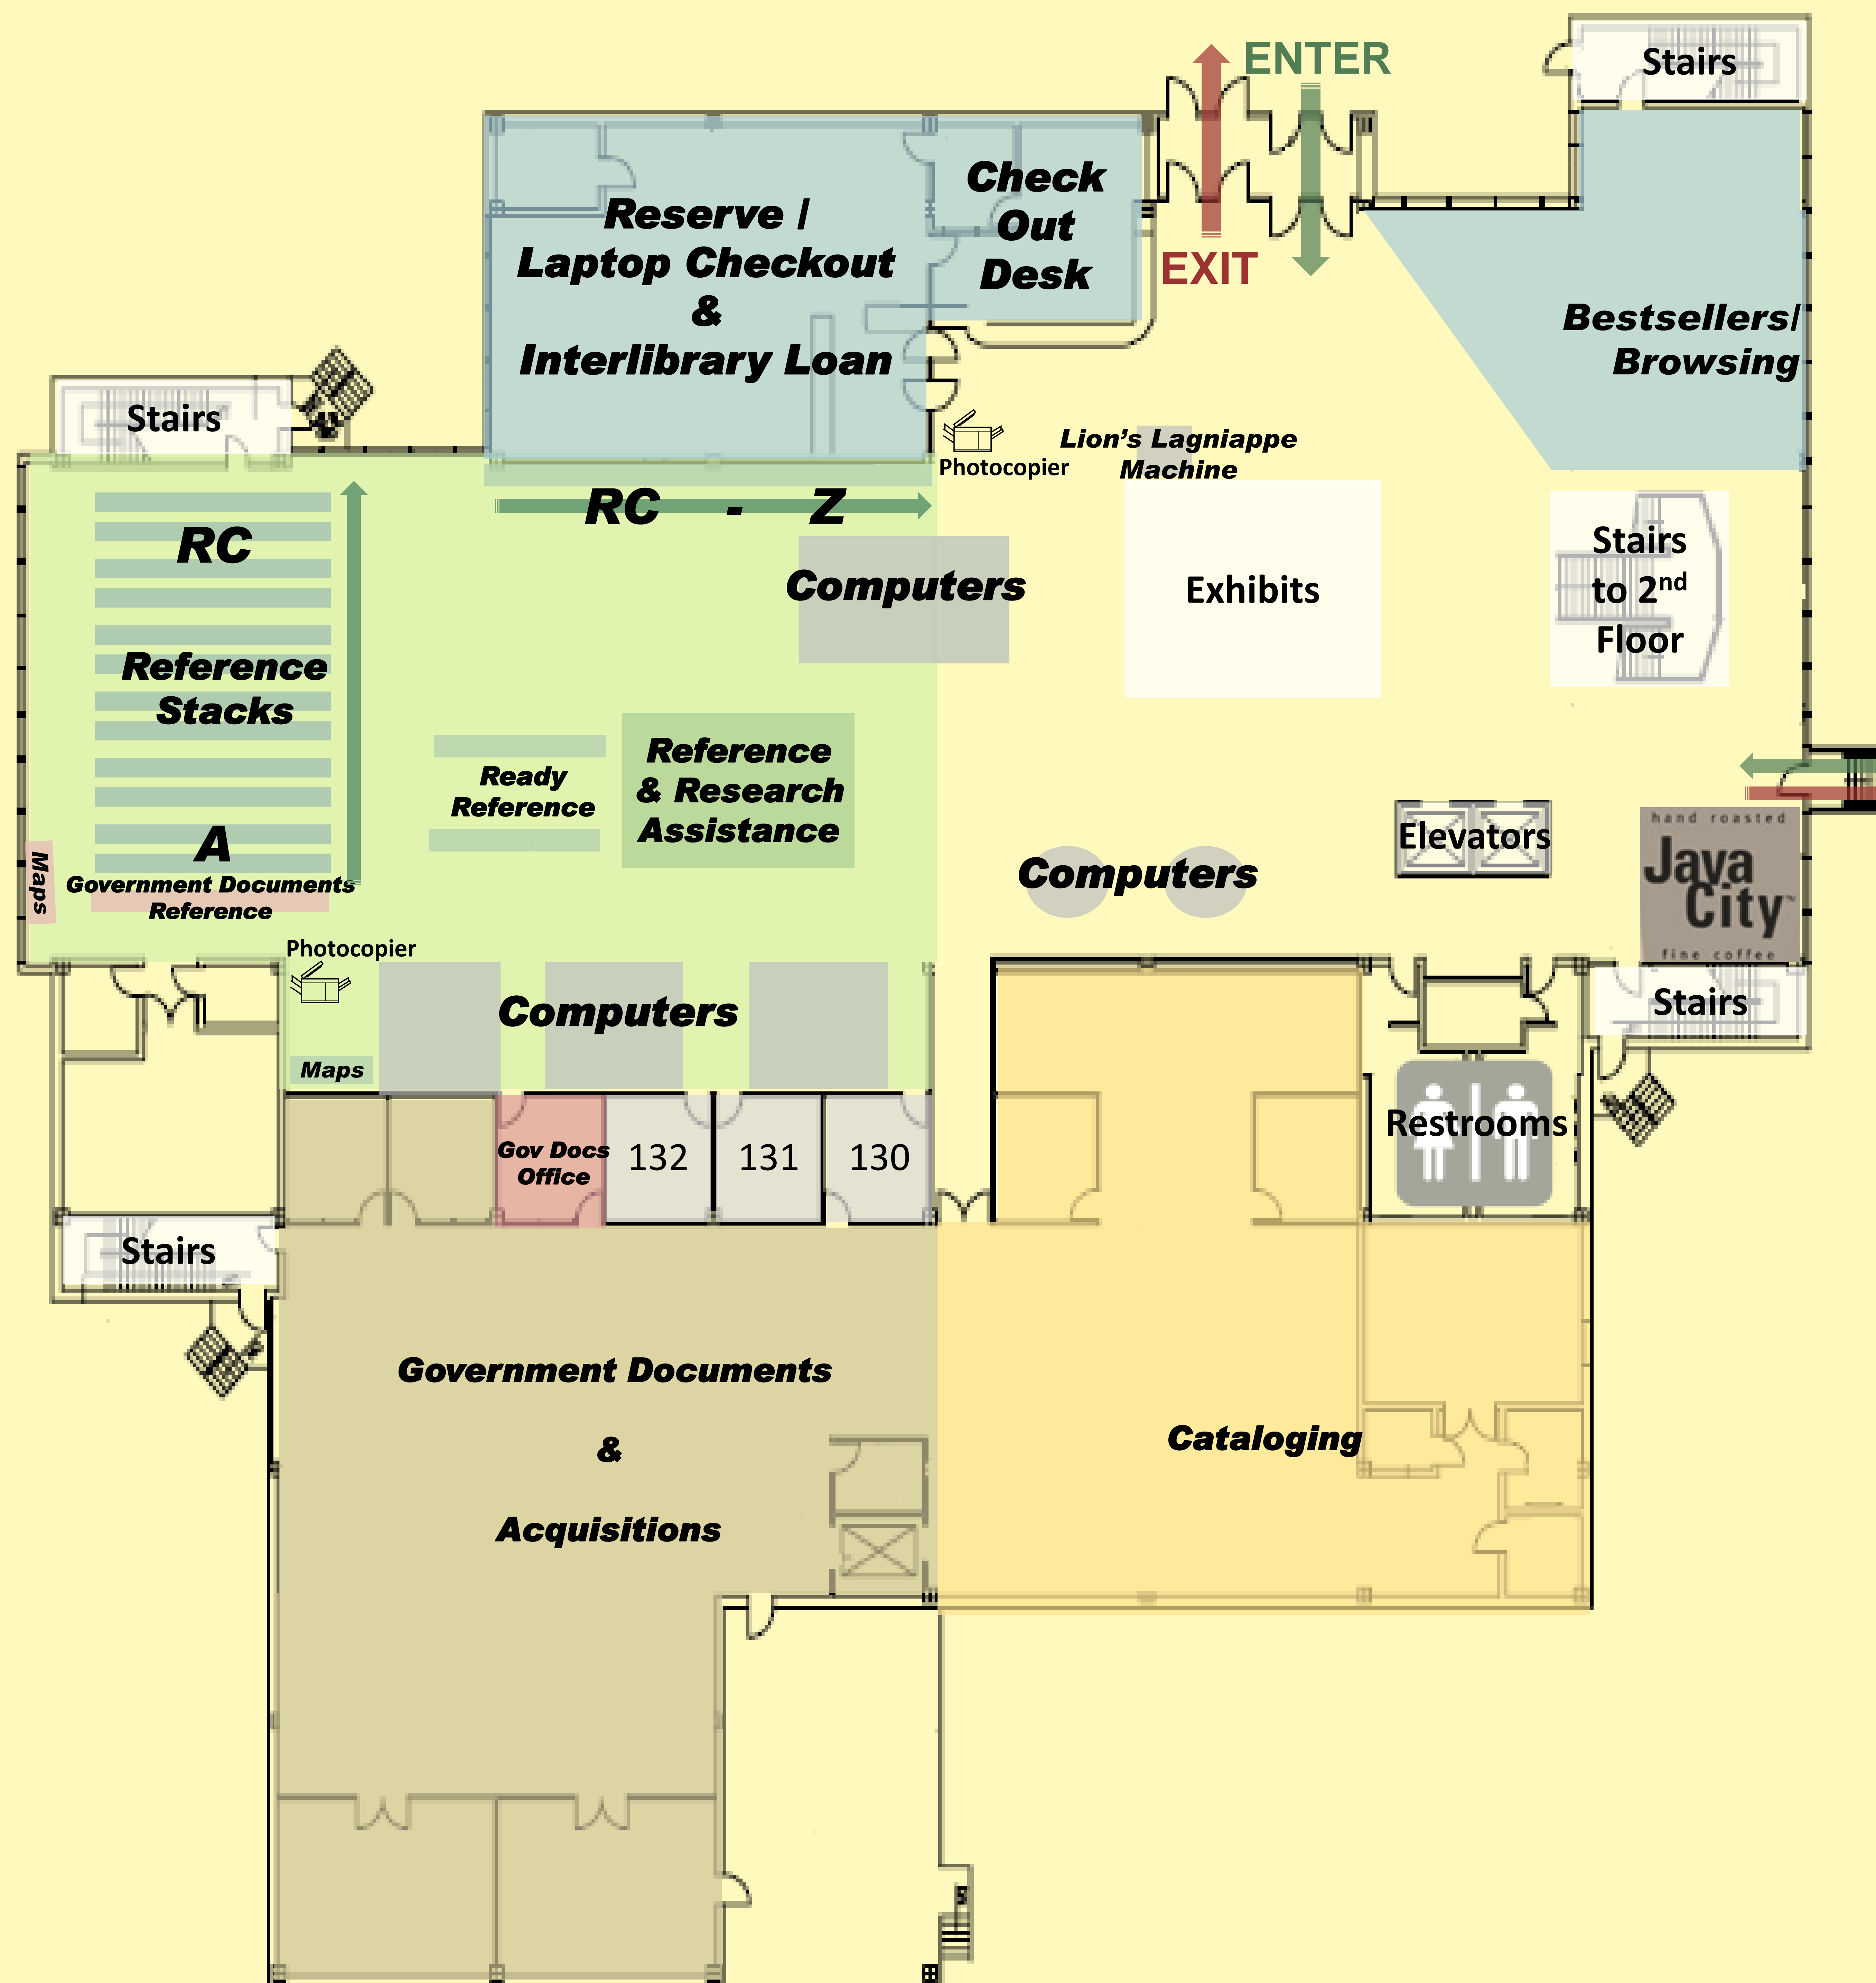 ENTER
Stairs
EXIT
Check
Out
Desk
Reserve /
Laptop Checkout
&
Interlibrary Loan
Bestsellers/
Browsing
Stairs
Photocopier
Lion's Lagniappe
Machine
RC - Z
RC
Computers
Exhibits
Stairs
to 2nd
Floor
Reference
Stacks
Ready
Reference
Reference
& Research
Assistance
A
Maps
Government Documents
Reference
Computers
Elevators
hand roasted
Java
City™
fine coffee
Photocopier
Computers
Stairs
Maps
Restrooms
Gov Docs
Office
132
131
130
Stairs
Government Documents
&
Acquisitions
Cataloging